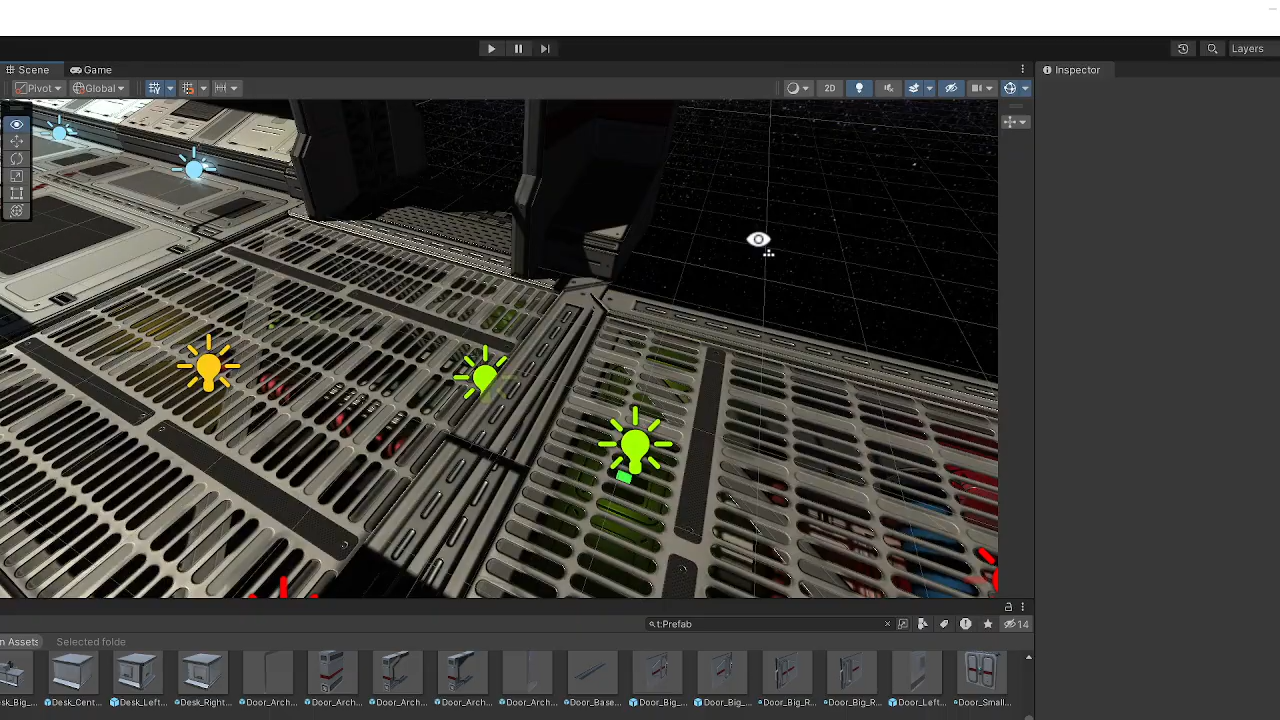 Layers
Scene
Game
Inspector
Pivot
Global
2D
t:Prefab
14
n Assets
Selected folde
esk_Big_...
Desk_Cent...
Desk_Left...
Desk_Right...
Door_Arch...
Door_Arch...
Door_Arch...
Door_Arch...
Door_Arch...
Door_Base...
Door_Big_...
Door_Big_...
Door_Big_R...
Door_Big_R...
Door_Left...
Door_Small...